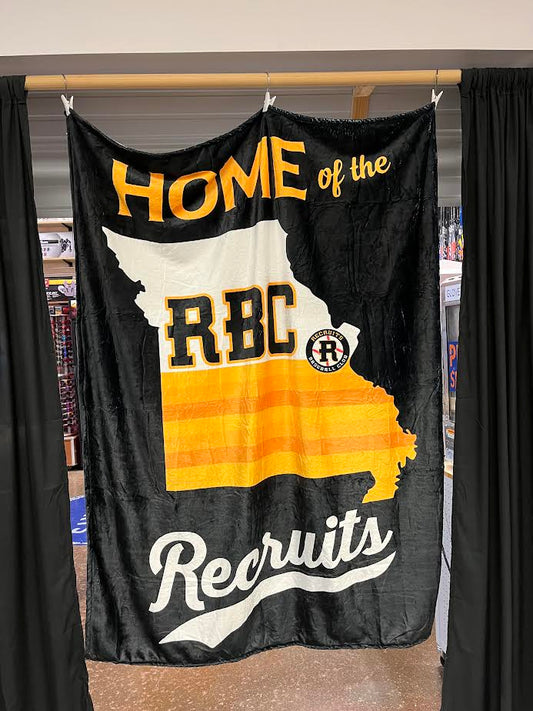 HOME of the
RBC
RECRUITS
R
BASEBALL CLUB
Recruits